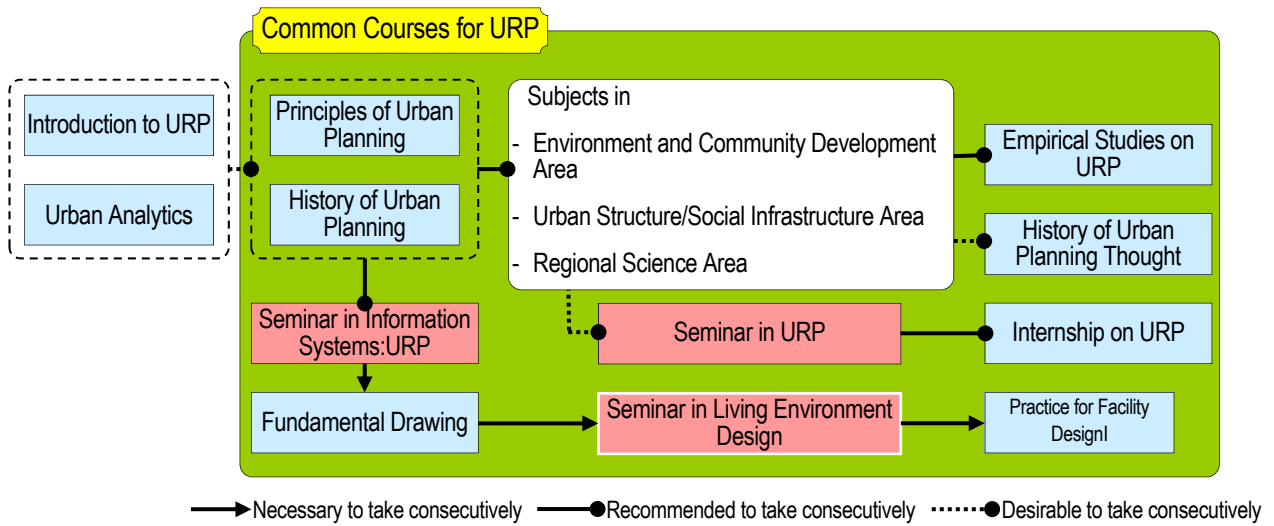 Common Courses for URP
Introduction to URP
Urban Analytics
Principles of Urban
Planning
History of Urban
Planning
Subjects in
- Environment and Community Development
Area
- Urban Structure/Social Infrastructure Area
- Regional Science Area
Empirical Studies on
URP
History of Urban
Planning Thought
Seminar in Information
Systems:URP
Seminar in URP
Internship on URP
Fundamental Drawing
Seminar in Living Environment
Design
Practice for Facility
DesignI
Necessary to take consecutively
Recommended to take consecutively
Desirable to take consecutively